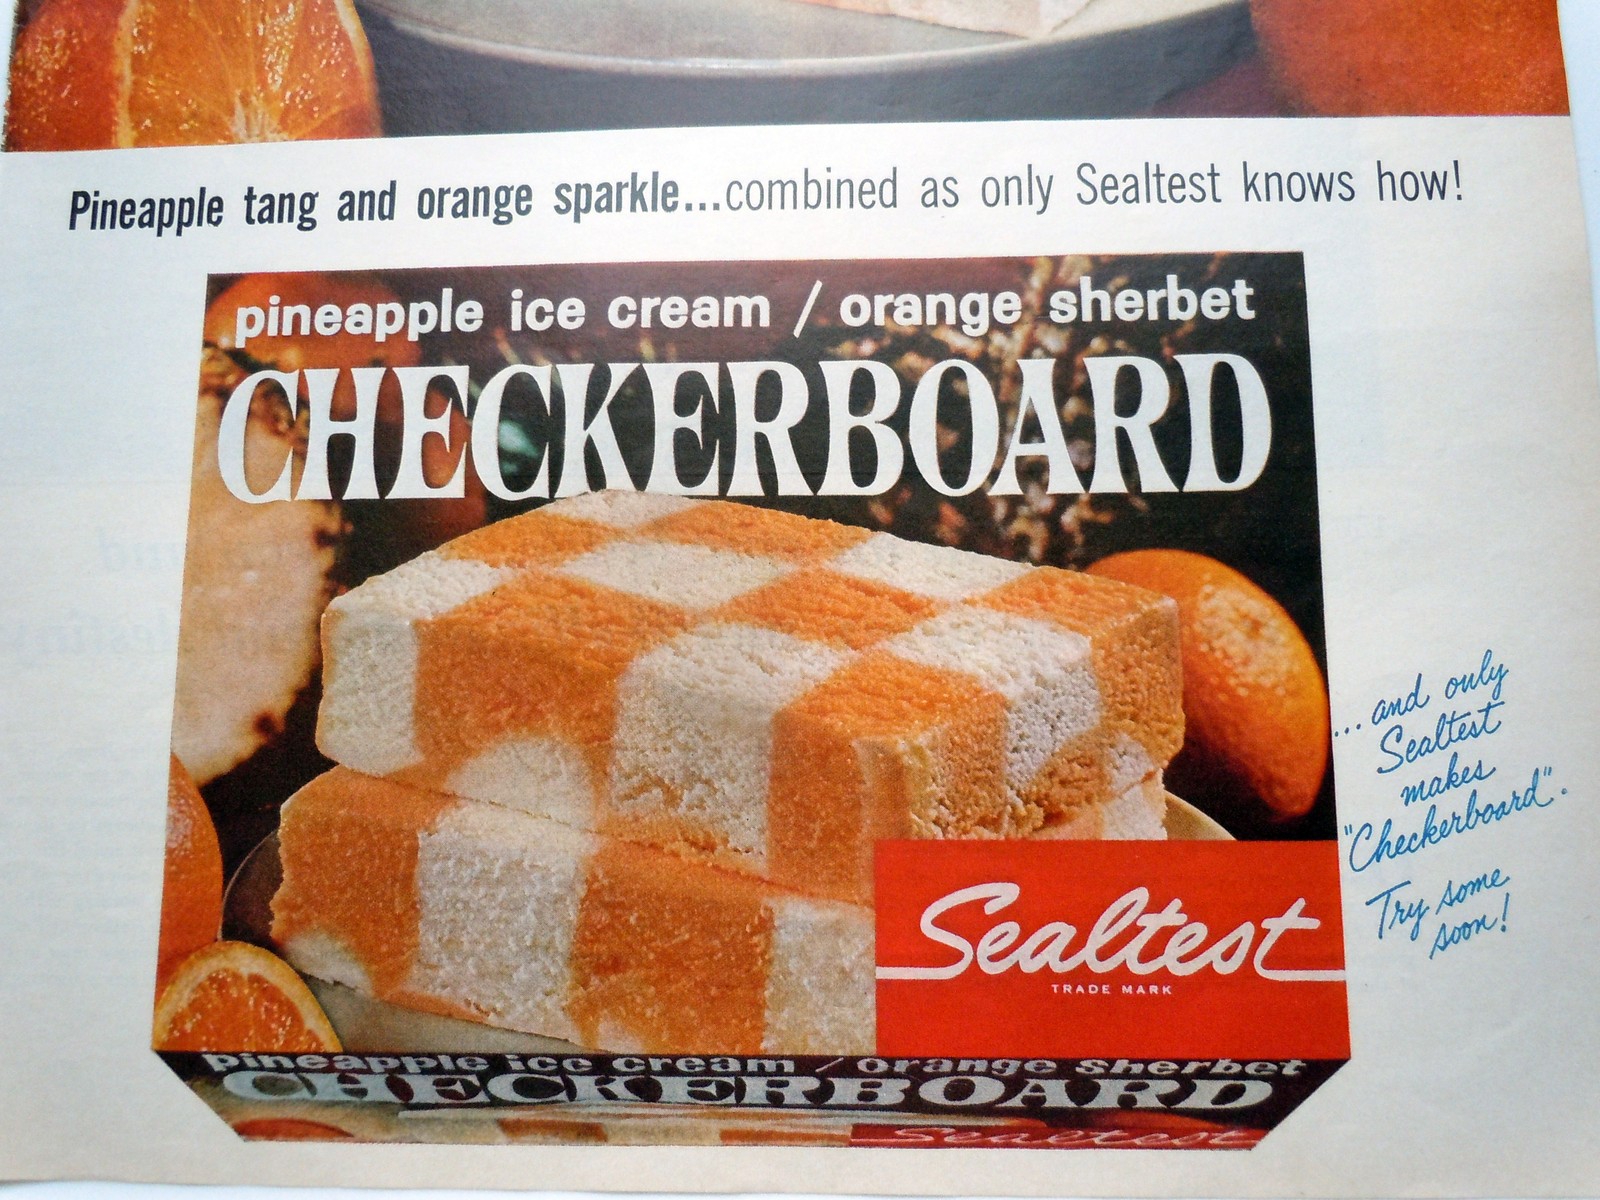 Pineapple tang and orange sparkle...combined as only Sealtest knows how!
pineapple ice cream / orange sherbet
CHECKERBOARD
...and only
Sealtest
makes
"Checkerboard".
Try some
soon!
Sealtest
TRADE MARK
pineapple ice cream / orange sherbet
CHECKERBOARD
Sealtest